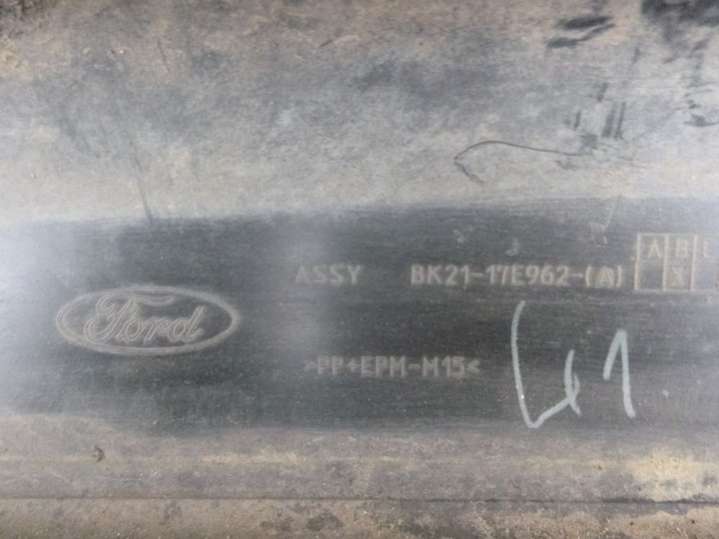 A B
ASSY BK21-17E962-(A) X
Ford
>PP+EPM-M15<
41